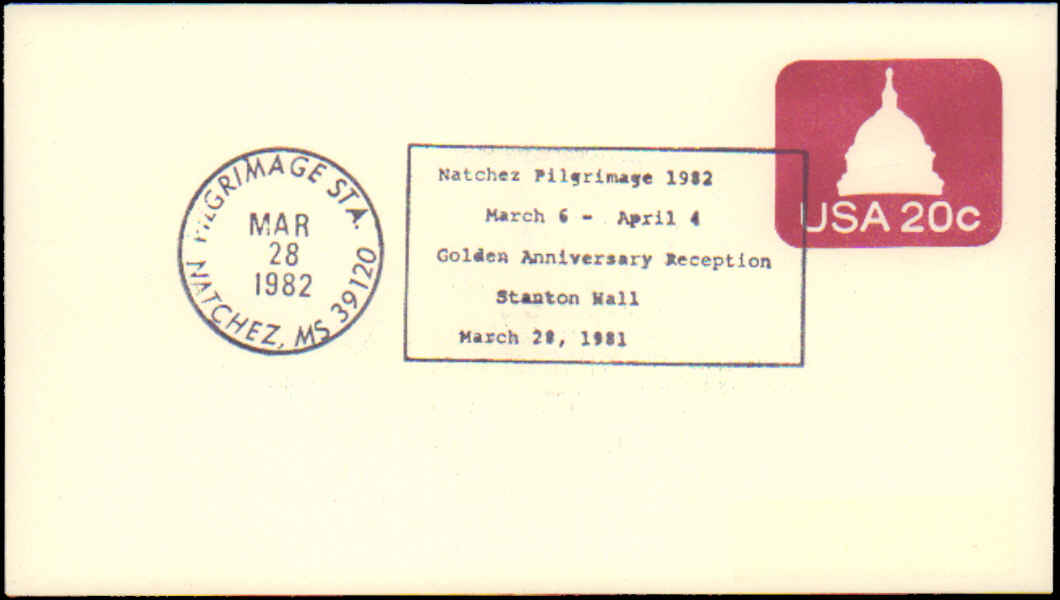 PILGRIMAGE STA.
MAR
28
1982
NATCHEZ, MS 39120
Natchez Pilgrimage 1982
March 6 - April 4
Golden Anniversary Reception
Stanton Hall
March 28, 1981
USA 20c